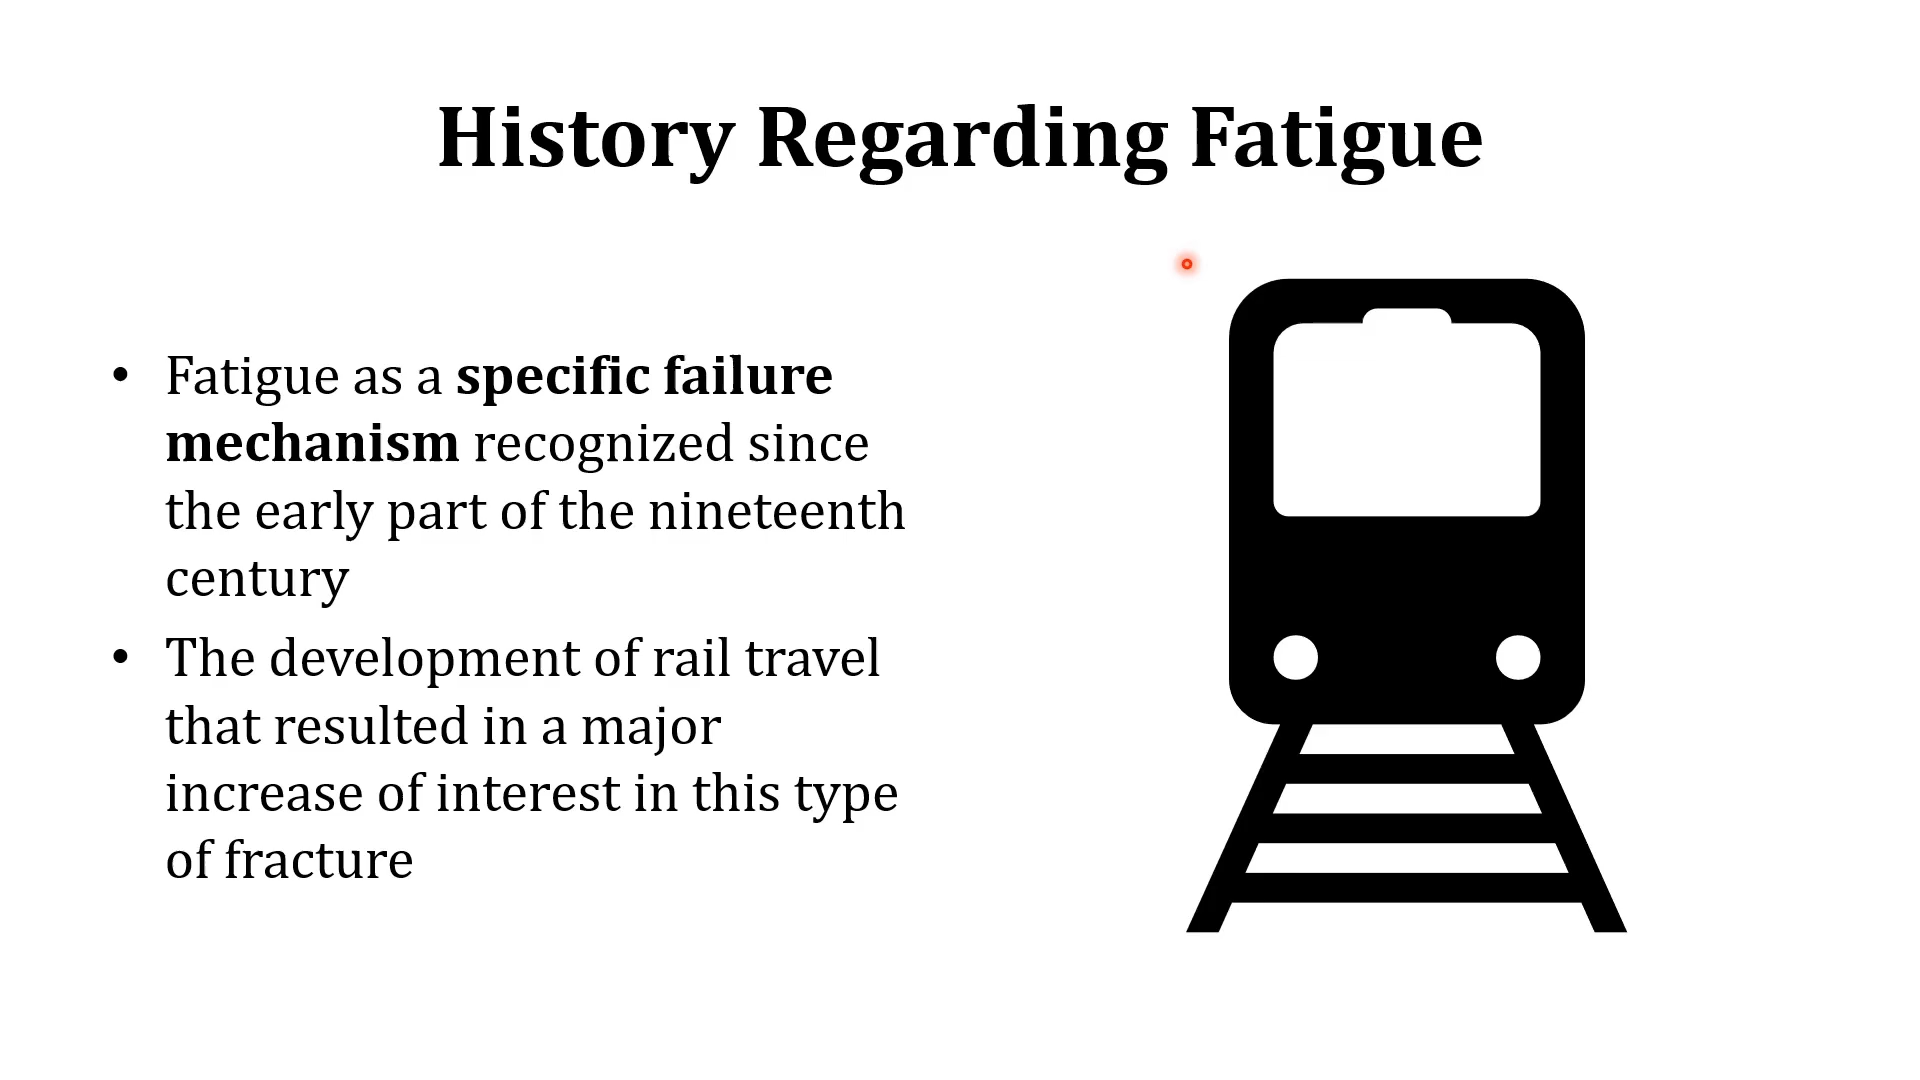 History Regarding Fatigue
• Fatigue as a specific failure
mechanism recognized since
the early part of the nineteenth
century
• The development of rail travel
that resulted in a major
increase of interest in this type
of fracture